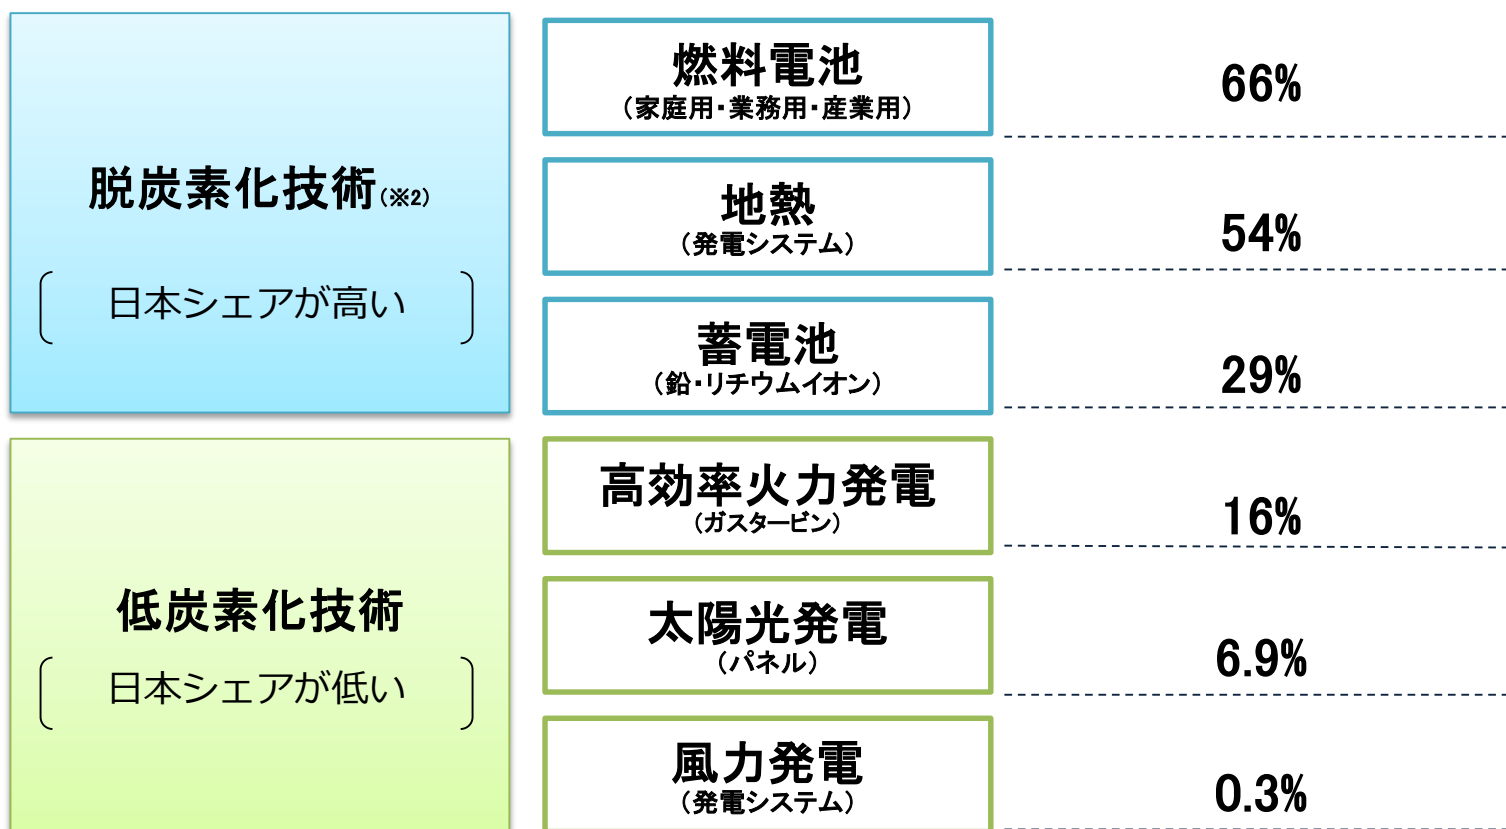 脱炭素化技術(※2)
日本シェアが高い
燃料電池
(家庭用・業務用・産業用)
66%
地熱
(発電システム)
54%
蓄電池
(鉛・リチウムイオン)
29%
低炭素化技術
日本シェアが低い
高効率火力発電
(ガスタービン)
16%
太陽光発電
(パネル)
6.9%
風力発電
(発電システム)
0.3%